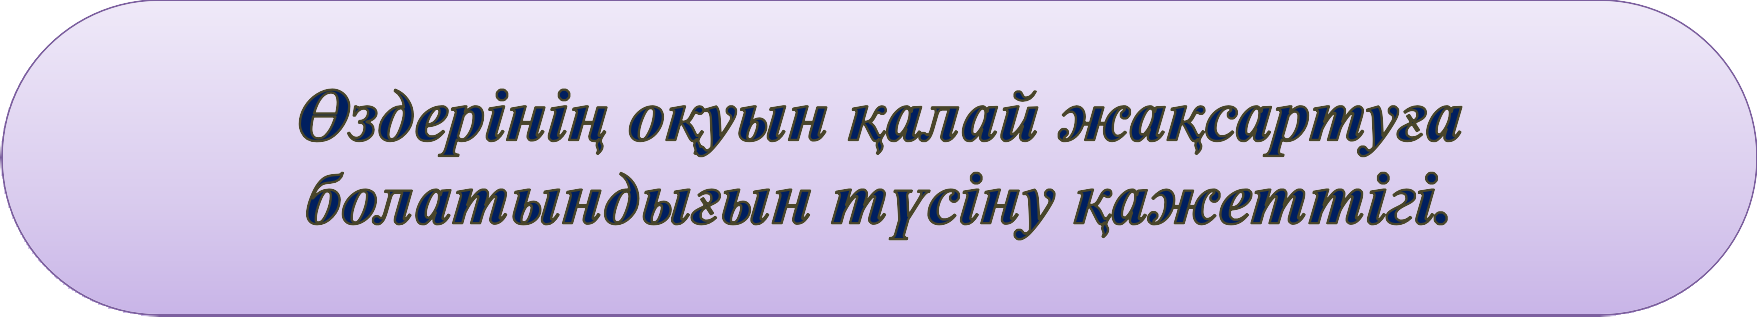 Өздерінің оқуын қалай жақсартуға
болатындығын түсіну қажеттігі.